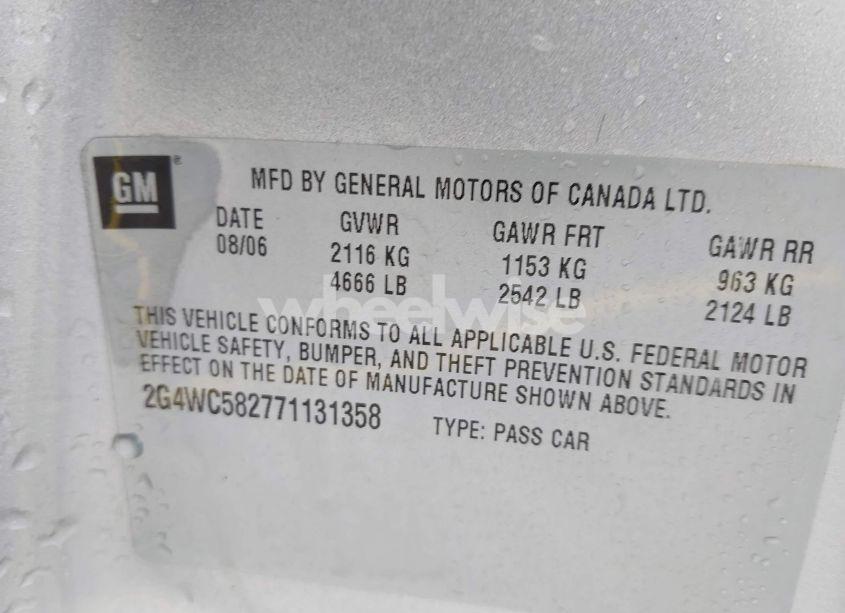 GM
MFD BY GENERAL MOTORS OF CANADA LTD.
DATE GVWR GAWR FRT GAWR RR
08/06 2116 KG 1153 KG 963 KG
4666 LB 2542 LB 2124 LB
wheelwise
THIS VEHICLE CONFORMS TO ALL APPLICABLE U.S. FEDERAL MOTOR
VEHICLE SAFETY, BUMPER, AND THEFT PREVENTION STANDARDS IN
EFFECT ON THE DATE OF MANUFACTURE SHOWN ABOVE.
2G4WC582771131358 TYPE: PASS CAR